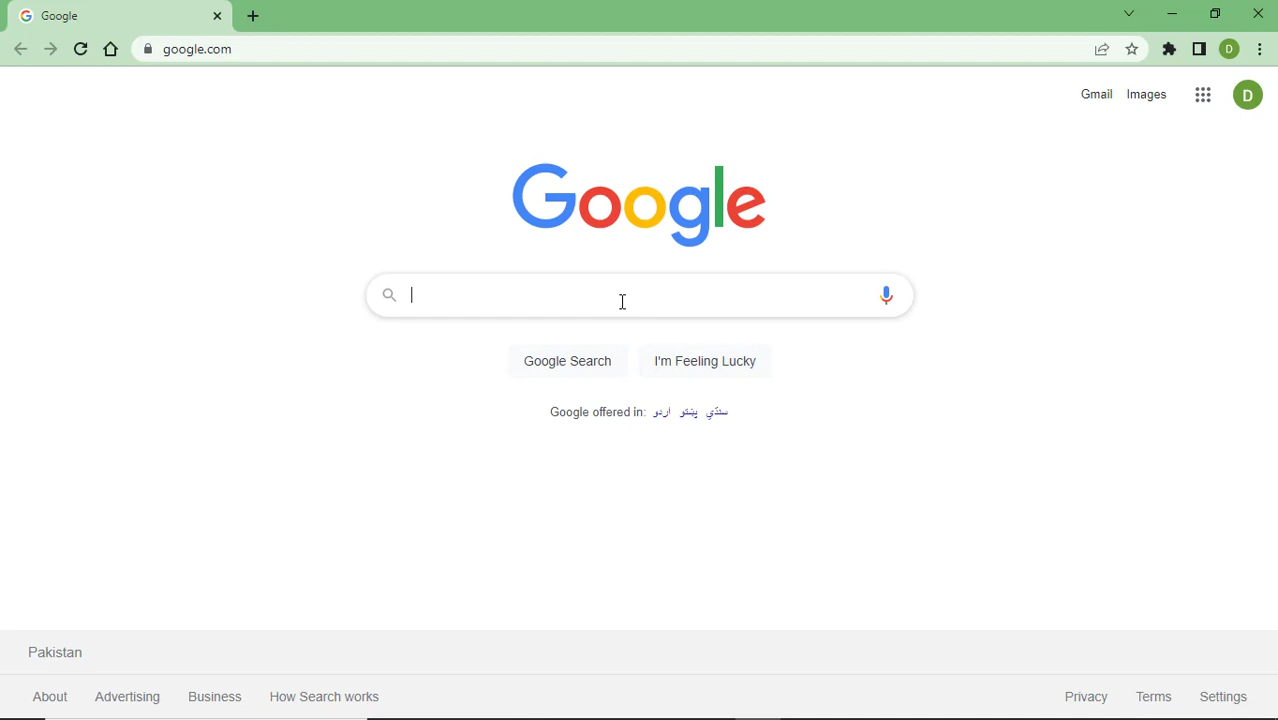 Google
google.com
D
Gmail Images
D
Google
Google Search I'm Feeling Lucky
Google offered in: اردو پښتو سنڌي
Pakistan
About Advertising Business How Search works
Privacy Terms Settings